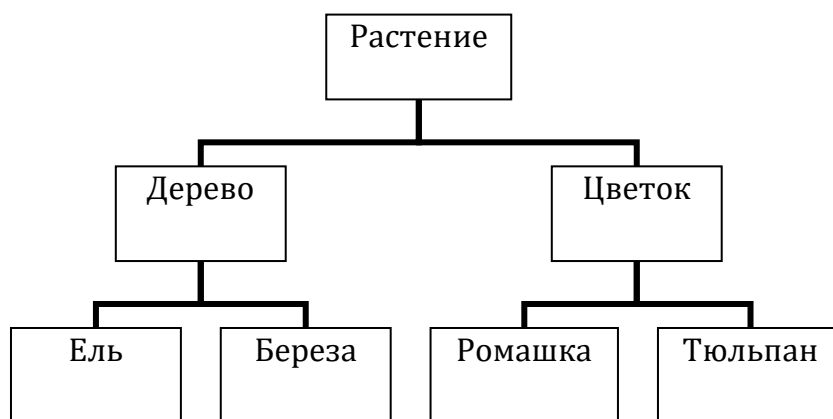 Растение
Дерево
Цветок
Ель
Береза
Ромашка
Тюльпан